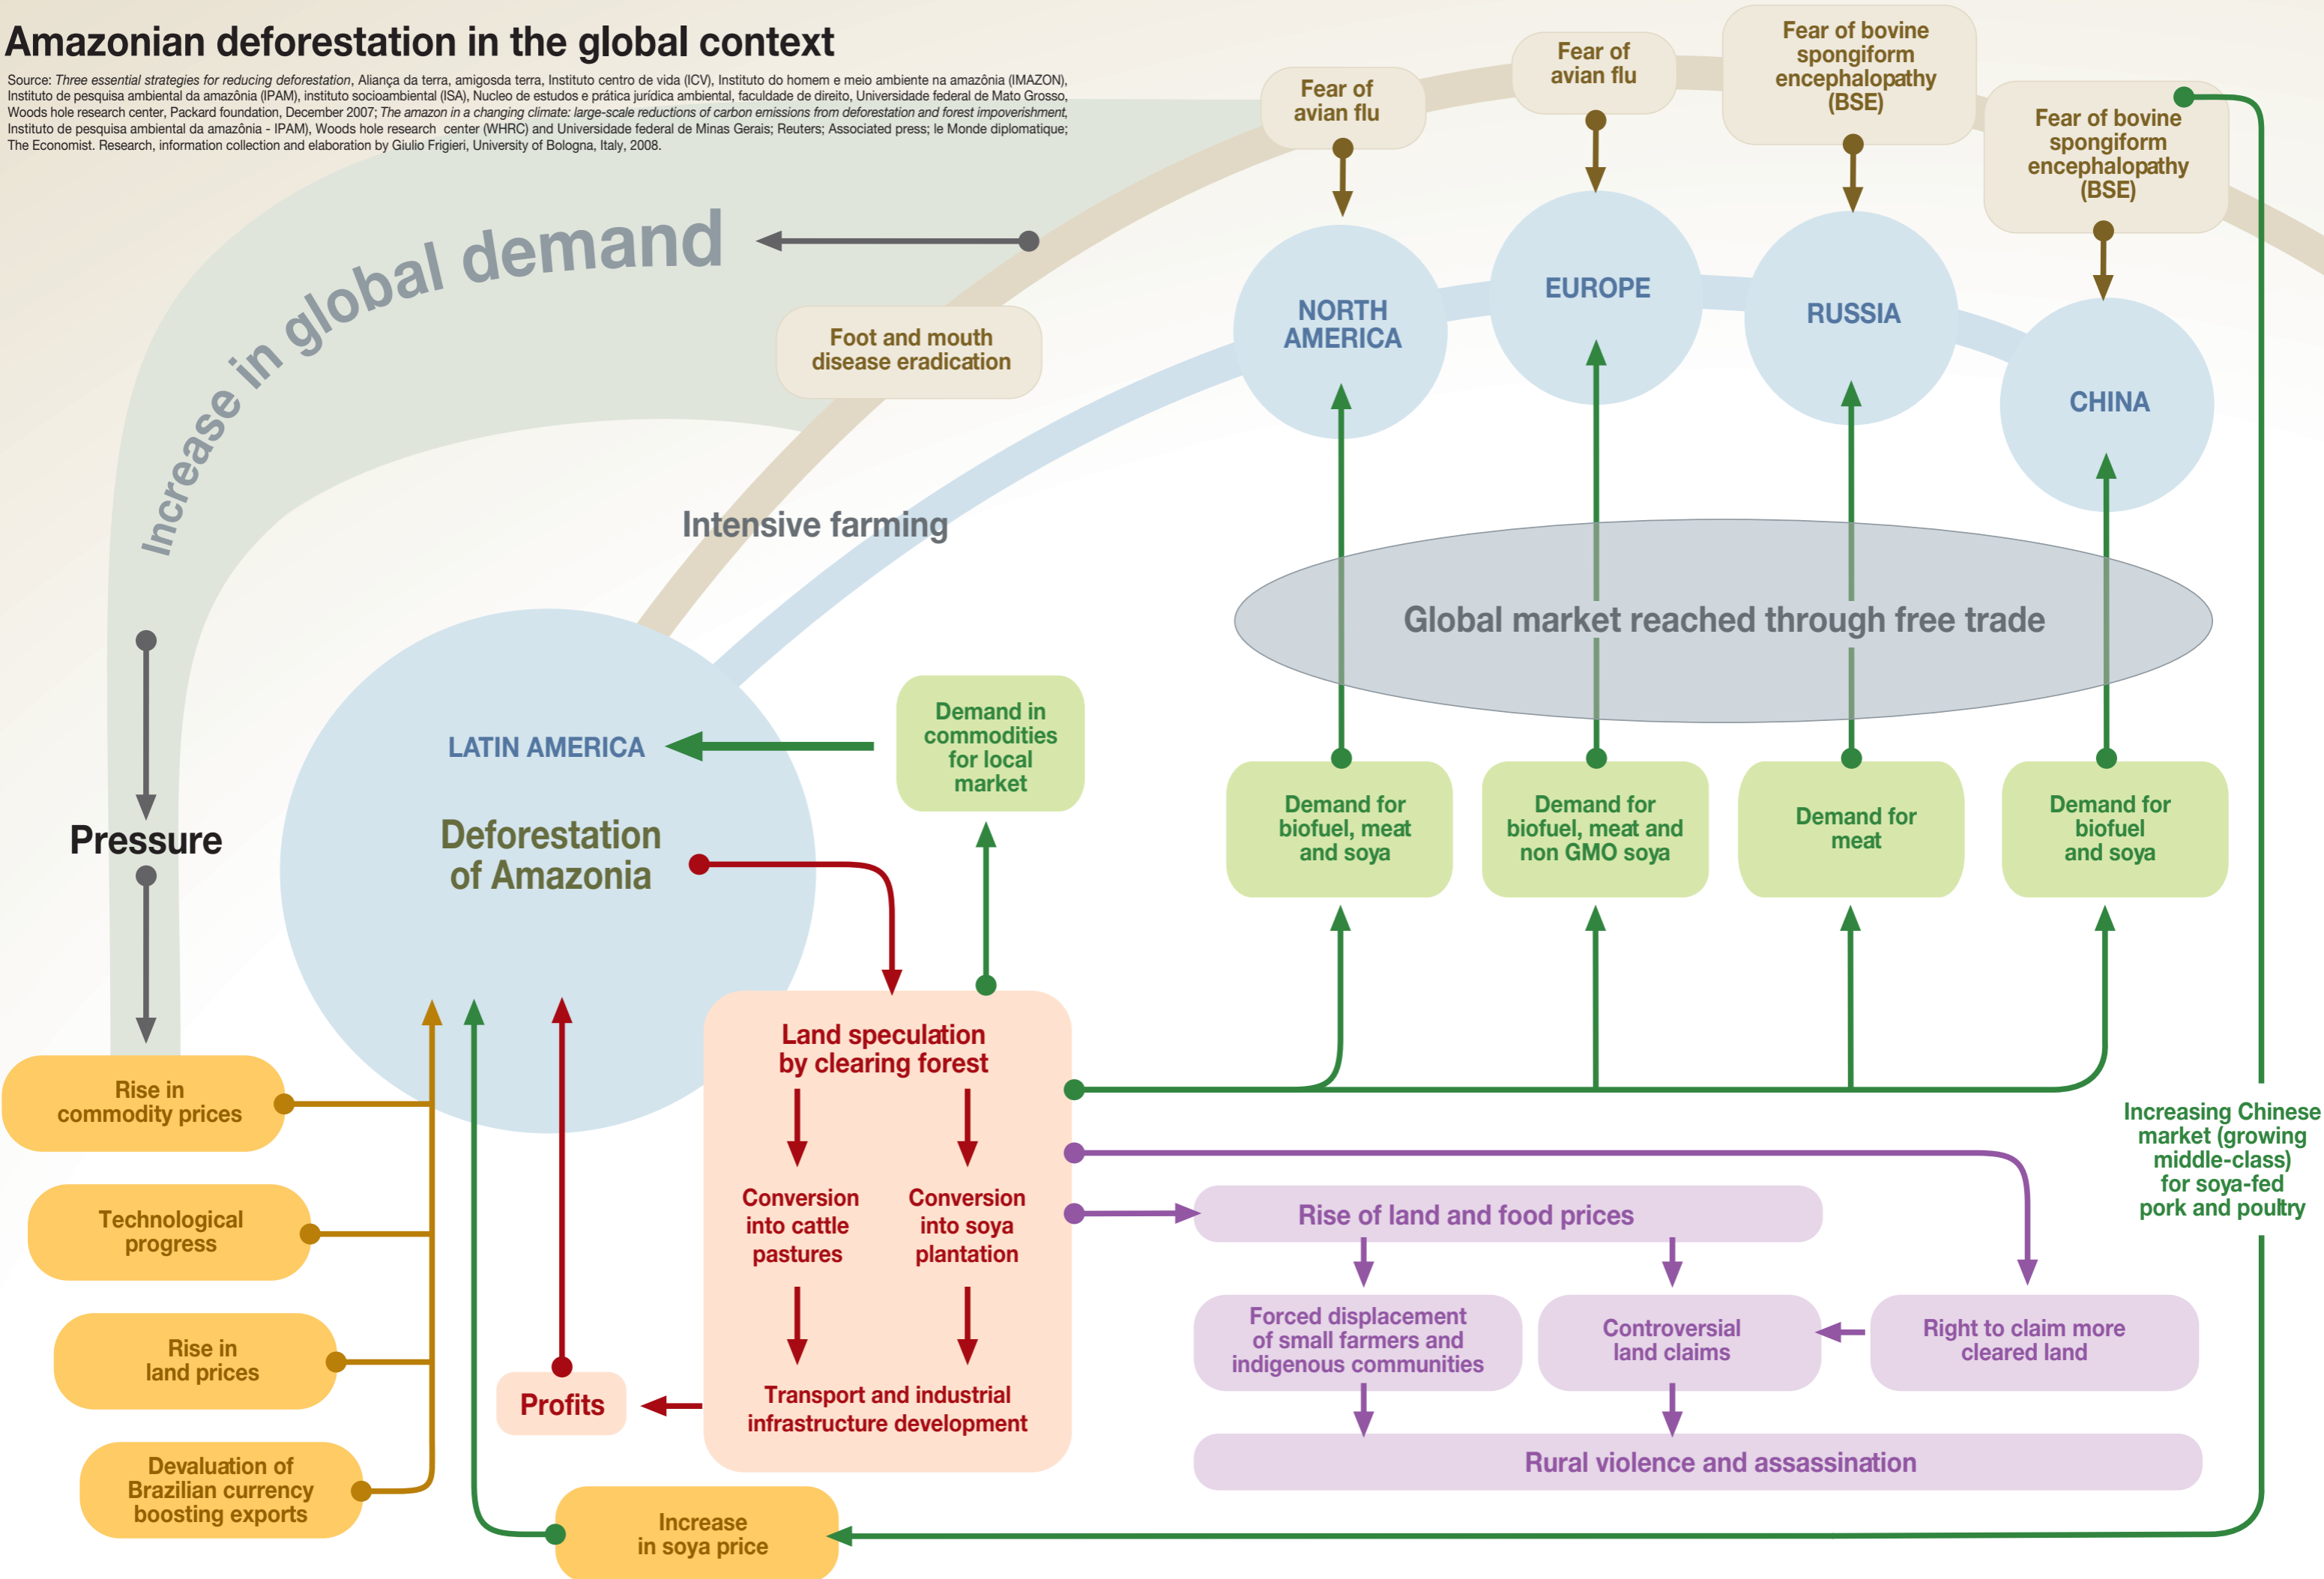 Amazonian deforestation in the global context
Source: Three essential strategies for reducing deforestation, Aliança da terra, amigosda terra, Instituto centro de vida (ICV), Instituto do homem e meio ambiente na amazônia (IMAZON),
Instituto de pesquisa ambiental da amazônia (IPAM), instituto socioambiental (ISA), Nucleo de estudos e prática jurídica ambiental, faculdade de direito, Universidade federal de Mato Grosso,
Woods hole research center, Packard foundation, December 2007; The amazon in a changing climate: large-scale reductions of carbon emissions from deforestation and forest impoverishment,
Instituto de pesquisa ambiental da amazônia - IPAM), Woods hole research center (WHRC) and Universidade federal de Minas Gerais; Reuters; Associated press; le Monde diplomatique;
The Economist. Research, information collection and elaboration by Giulio Frigieri, University of Bologna, Italy, 2008.
Fear of
avian flu
Fear of
avian flu
Fear of bovine
spongiform
encephalopathy
(BSE)
Fear of bovine
spongiform
encephalopathy
(BSE)
Increase in global demand
Foot and mouth
disease eradication
NORTH
AMERICA
EUROPE
RUSSIA
CHINA
Intensive farming
Global market reached through free trade
LATIN AMERICA
Deforestation
of Amazonia
Demand in
commodities
for local
market
Demand for
biofuel, meat
and soya
Demand for
biofuel, meat and
non GMO soya
Demand for
meat
Demand for
biofuel
and soya
Pressure
Rise in
commodity prices
Technological
progress
Rise in
land prices
Devaluation of
Brazilian currency
boosting exports
Land speculation
by clearing forest
Conversion
into cattle
pastures
Conversion
into soya
plantation
Transport and industrial
infrastructure development
Profits
Increase
in soya price
Increasing Chinese
market (growing
middle-class)
for soya-fed
pork and poultry
Rise of land and food prices
Forced displacement
of small farmers and
indigenous communities
Controversial
land claims
Right to claim more
cleared land
Rural violence and assassination